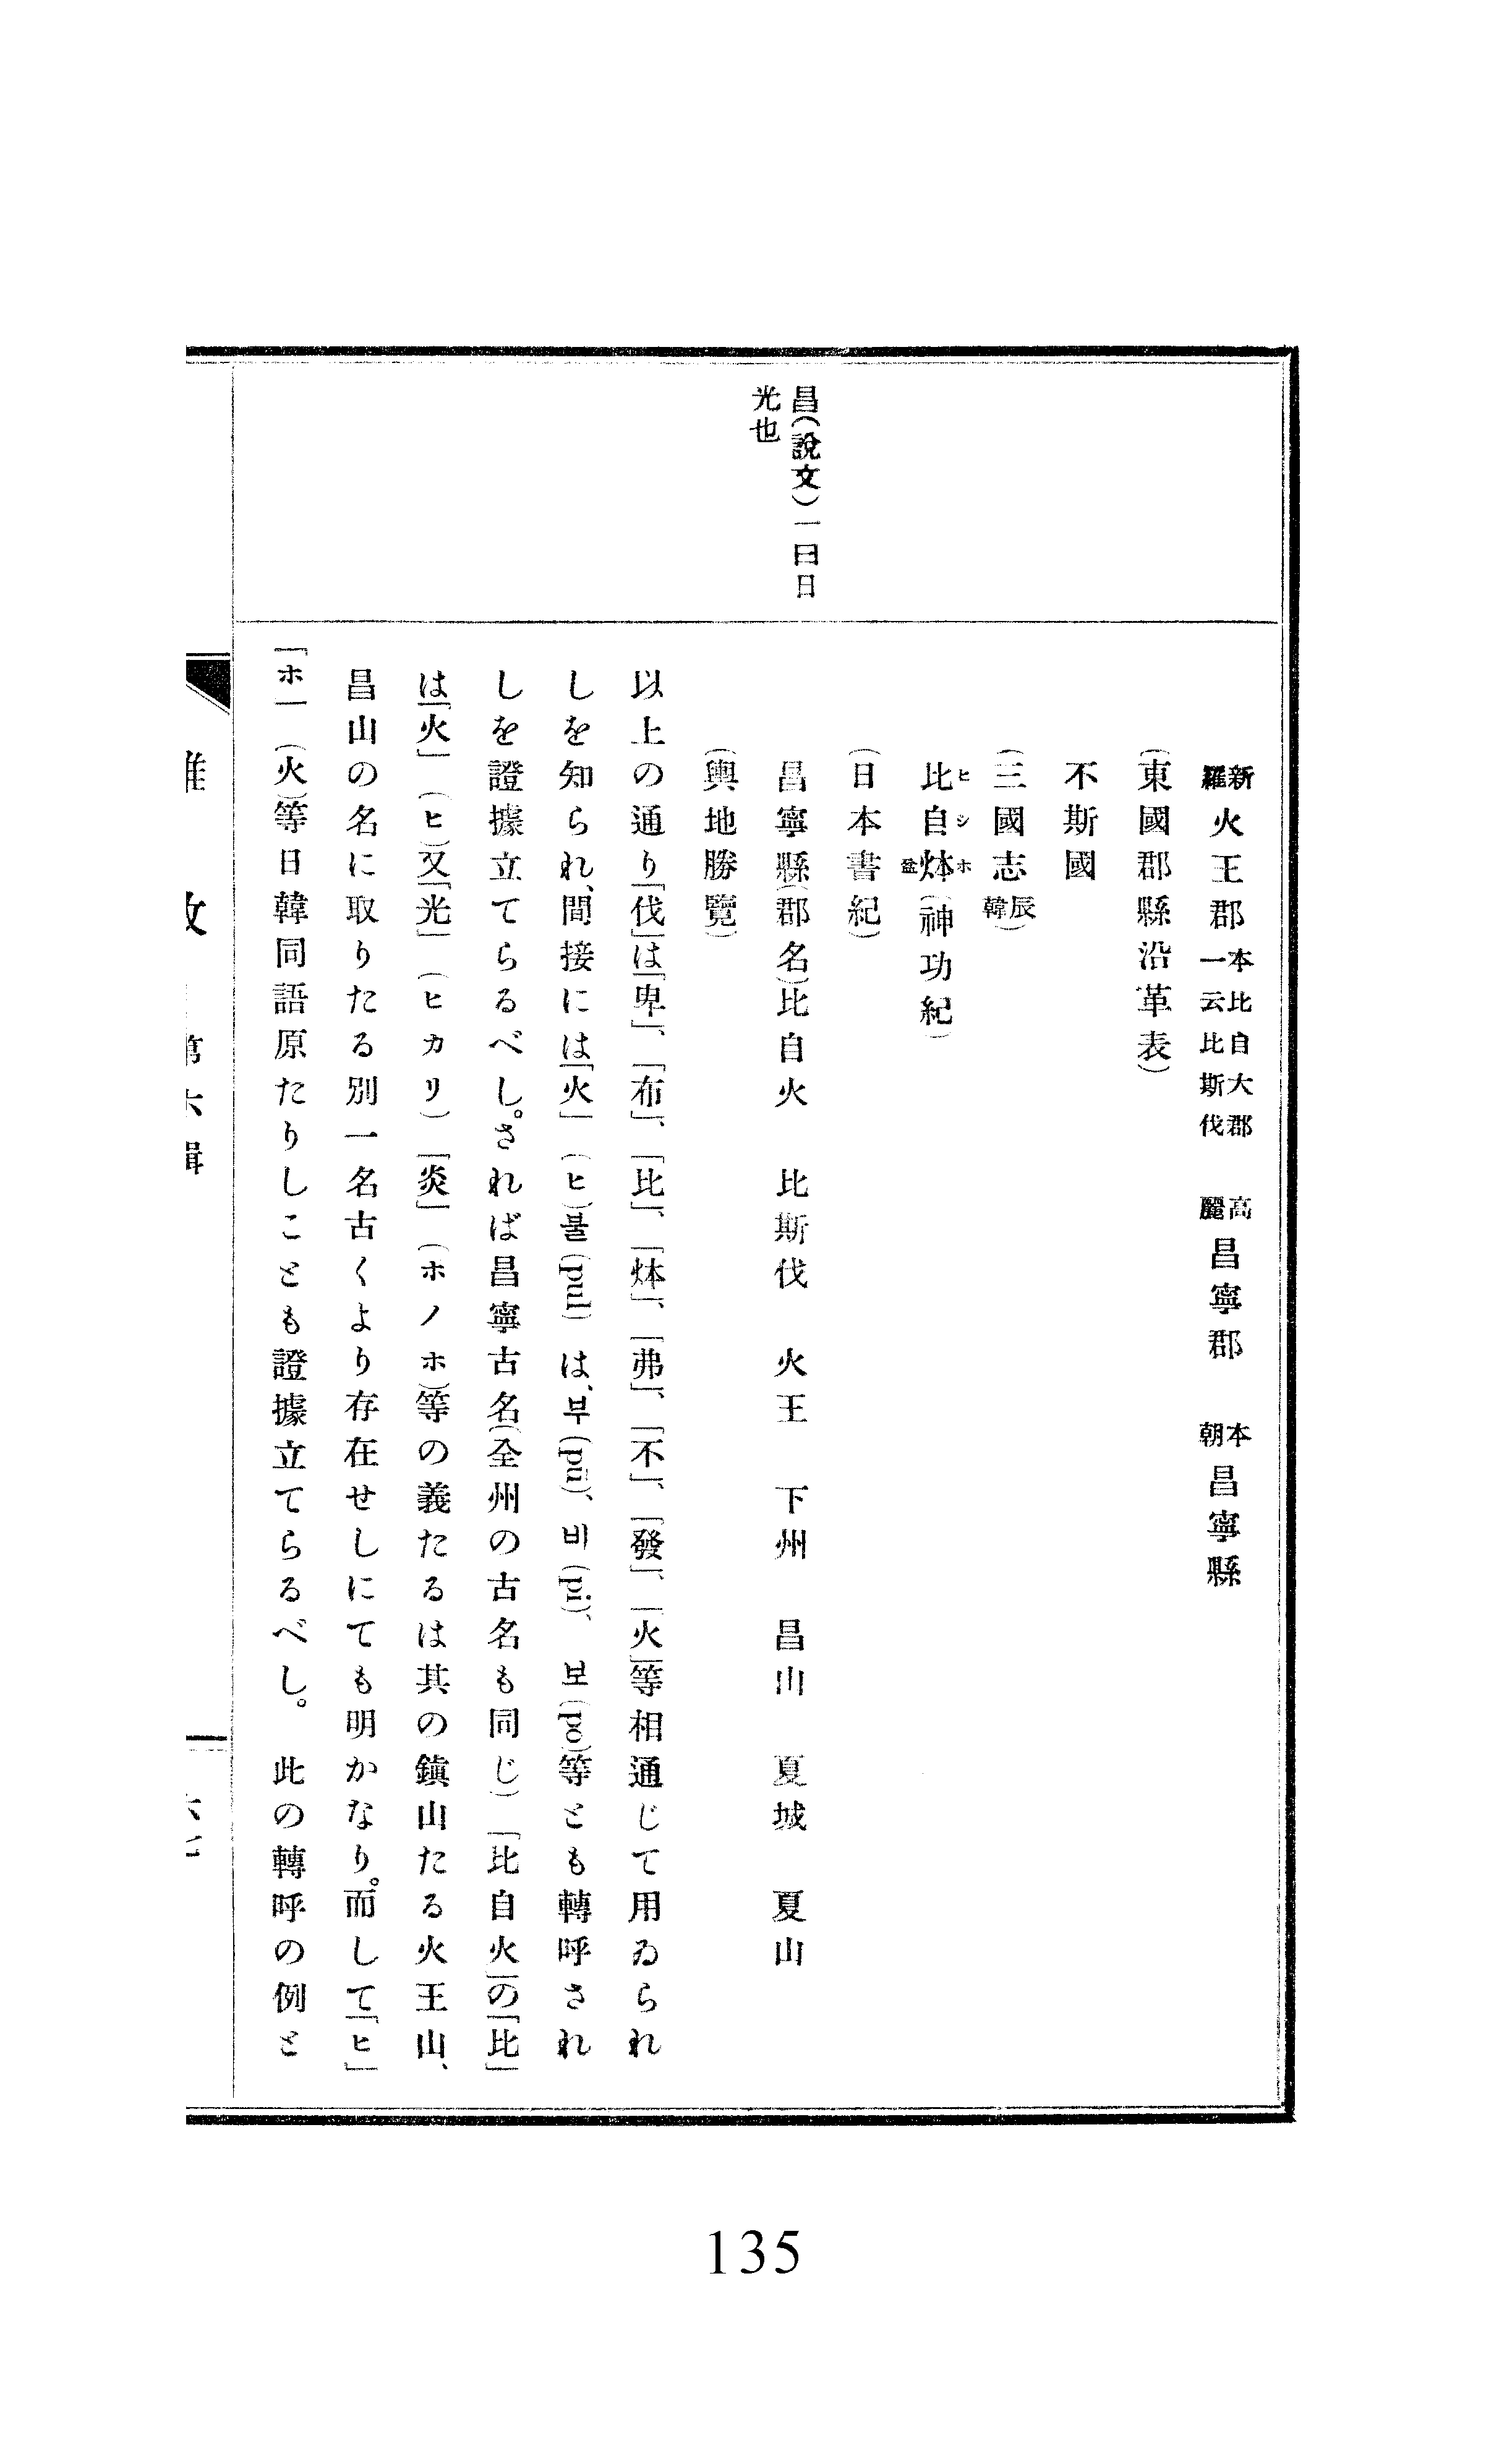 昌(說文)一曰日
光也
新羅火王郡本比自大郡一云比斯伐　高麗昌寧郡　本朝昌寧縣
(東國郡縣沿革表)
不斯國
(三國志辰韓)
比自㶱(神功紀)
ヒシホ
盆
(日本書紀)
昌寧縣(郡名)比自火　比斯伐　火王　下州　昌山　夏城　夏山
(輿地勝覽)
以上の通り「伐」は「卑」、「布」、「比」、「㶱」、「弗」、「不」、「發」、「火」等相通じて用ゐられ
しを知られ、間接には「火」(ヒ)불(pul)は、부(pū)、비(pi)、보(po)等とも轉呼され
しを證據立てらるべし。されば昌寧古名(全州の古名も同じ)「比自火」の「比」
は「火」(ヒ)又「光」(ヒカリ)「炎」(ホノホ)等の義たるは其の鎭山たる火王山、
昌山の名に取りたる別一名古くより存在せしにても明かなり。而して「ヒ」
「ホ」(火)等日韓同語原たりしことも證據立てらるべし。此の轉呼の例と
第六輯
六七
135